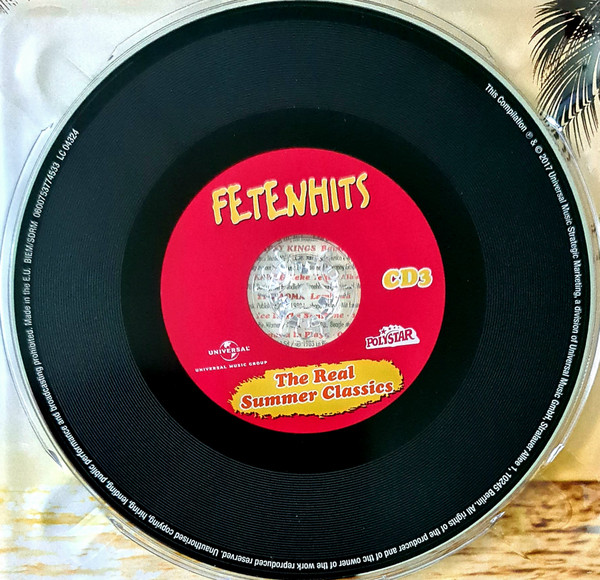 FETENHITS
CD3
UNIVERSAL
UNIVERSAL MUSIC GROUP
POLYSTAR
The Real
Summer Classics
This Compilation ℗ & © 2017 Universal Music Strategic Marketing, a division of Universal Music GmbH, Stralauer Allee 1, 10245 Berlin. All rights of the producer and of the owner of the work reproduced reserved. Unauthorised copying, hiring, lending, public performance and broadcasting prohibited. Made in the E.U. BIEM/SDRM 0600753774533 LC 04324
KINGS